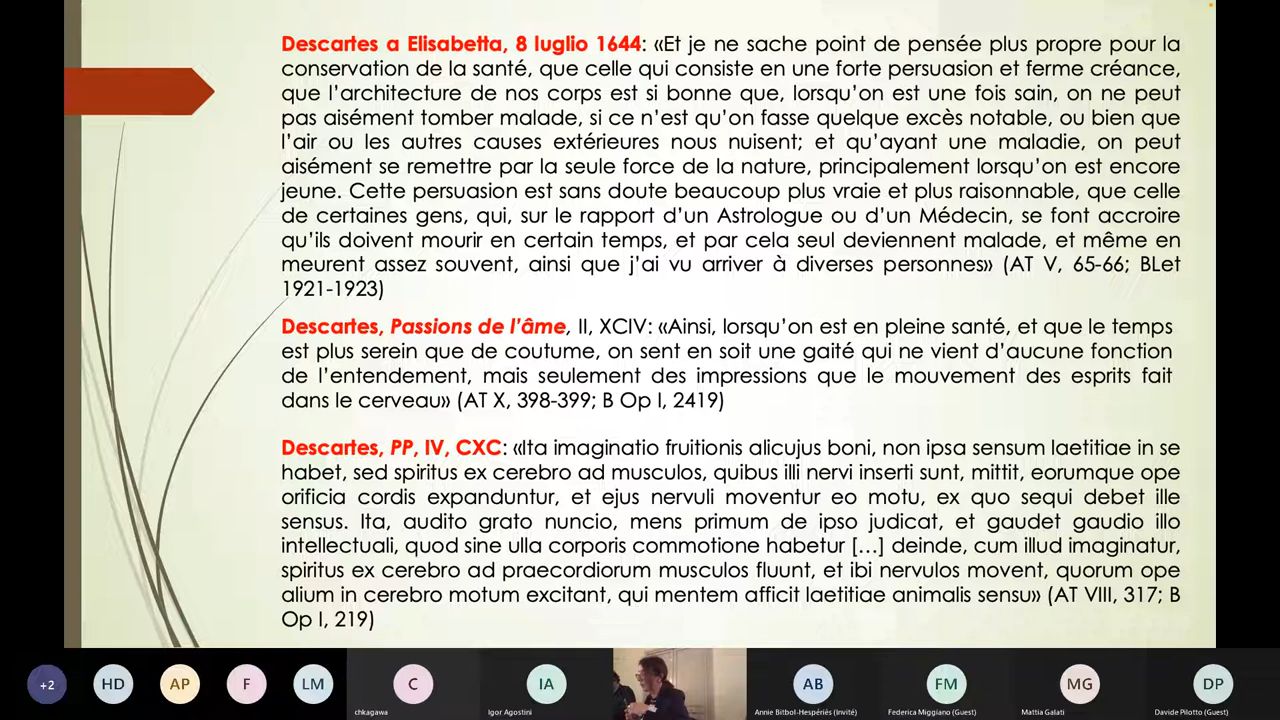 Descartes a Elisabetta, 8 luglio 1644: «Et je ne sache point de pensée plus propre pour la
conservation de la santé, que celle qui consiste en une forte persuasion et ferme créance,
que l’architecture de nos corps est si bonne que, lorsqu’on est une fois sain, on ne peut
pas aisément tomber malade, si ce n’est qu’on fasse quelque excès notable, ou bien que
l’air ou les autres causes extérieures nous nuisent; et qu’ayant une maladie, on peut
aisément se remettre par la seule force de la nature, principalement lorsqu’on est encore
jeune. Cette persuasion est sans doute beaucoup plus vraie et plus raisonnable, que celle
de certaines gens, qui, sur le rapport d’un Astrologue ou d’un Médecin, se font accroire
qu’ils doivent mourir en certain temps, et par cela seul deviennent malade, et même en
meurent assez souvent, ainsi que j’ai vu arriver à diverses personnes» (AT V, 65-66; BLet
1921-1923)
Descartes, Passions de l’âme, II, XCIV: «Ainsi, lorsqu’on est en pleine santé, et que le temps
est plus serein que de coutume, on sent en soit une gaité qui ne vient d’aucune fonction
de l’entendement, mais seulement des impressions que le mouvement des esprits fait
dans le cerveau» (AT X, 398-399; B Op I, 2419)
Descartes, PP, IV, CXC: «Ita imaginatio fruitionis alicujus boni, non ipsa sensum laetitiae in se
habet, sed spiritus ex cerebro ad musculos, quibus illi nervi inserti sunt, mittit, eorumque ope
orificia cordis expanduntur, et ejus nervuli moventur eo motu, ex quo sequi debet ille
sensus. Ita, audito grato nuncio, mens primum de ipso judicat, et gaudet gaudio illo
intellectuali, quod sine ulla corporis commotione habetur […] deinde, cum illud imaginatur,
spiritus ex cerebro ad praecordiorum musculos fluunt, et ibi nervulos movent, quorum ope
alium in cerebro motum excitant, qui mentem afficit laetitiae animalis sensu» (AT VIII, 317; B
Op I, 219)
+2 HD AP F LM C IA AB FM MG DP
chkagawa Igor Agostini Annie Bitbol-Hespériès (Invité) Federica Miggiano (Guest) Mattia Galati Davide Pilotto (Guest)